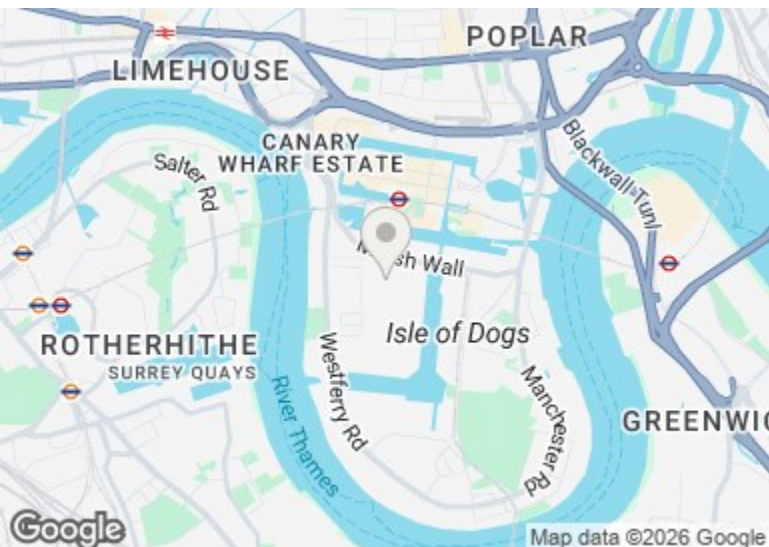 POPLAR
LIMEHOUSE
CANARY
WHARF ESTATE
Salter Rd
Blackwall Tunl
sh Wall
Isle of Dogs
ROTHERHITHE
SURREY QUAYS
Westferry Rd
River Thames
Manchester Rd
GREENWIC
Google
Map data ©2026 Google